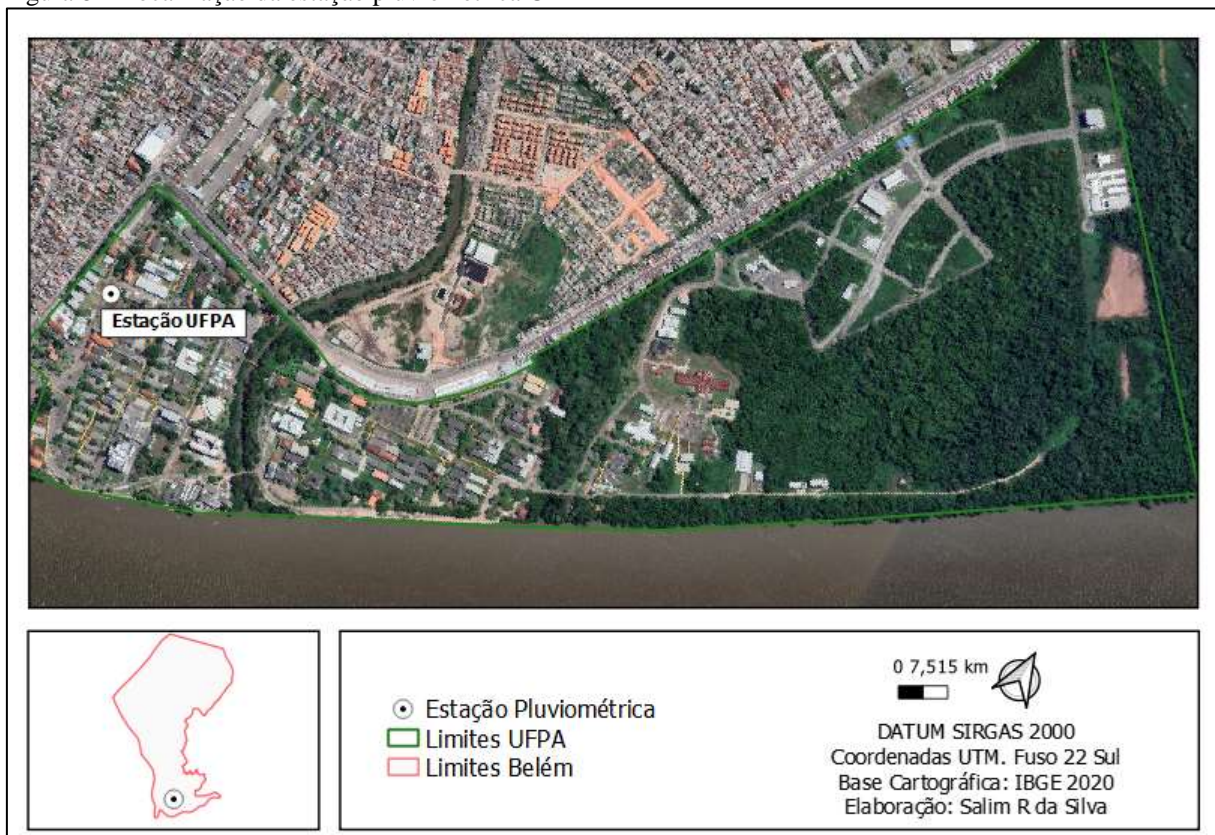 Estação UFPA
Estação Pluviométrica
Limites UFPA
Limites Belém
0 7,515 km
DATUM SIRGAS 2000
Coordenadas UTM. Fuso 22 Sul
Base Cartográfica: IBGE 2020
Elaboração: Salim R da Silva